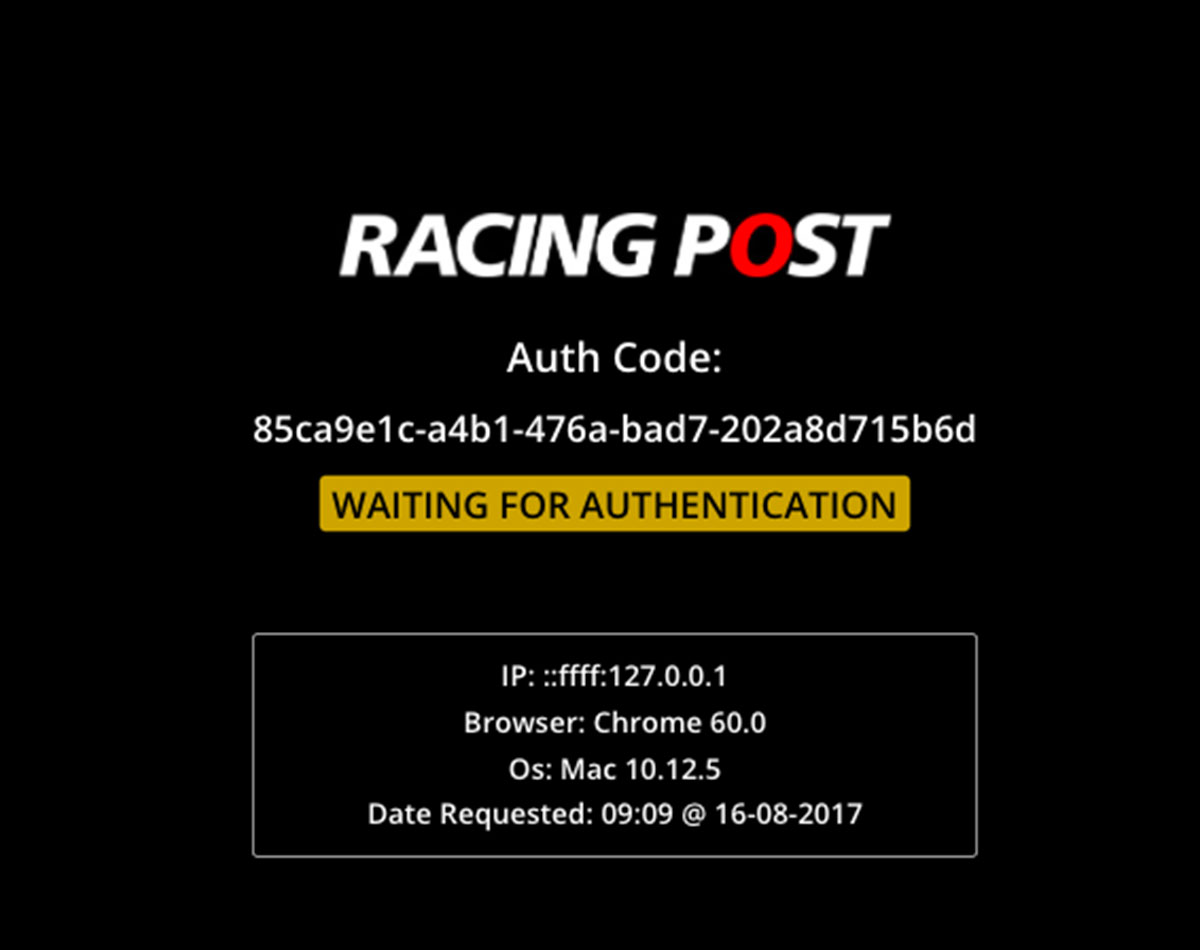 RACING POST
Auth Code:
85ca9e1c-a4b1-476a-bad7-202a8d715b6d
WAITING FOR AUTHENTICATION
IP: ::ffff:127.0.0.1
Browser: Chrome 60.0
Os: Mac 10.12.5
Date Requested: 09:09 @ 16-08-2017